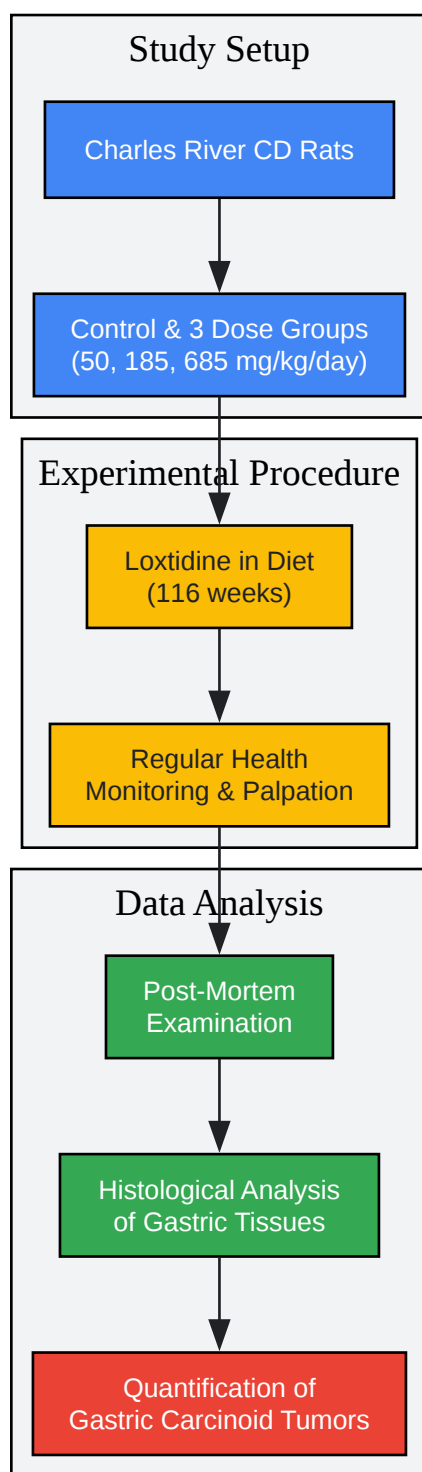 Study Setup
Charles River CD Rats
Control & 3 Dose Groups
(50, 185, 685 mg/kg/day)
Experimental Procedure
Loxtidine in Diet
(116 weeks)
Regular Health
Monitoring & Palpation
Data Analysis
Post-Mortem
Examination
Histological Analysis
of Gastric Tissues
Quantification of
Gastric Carcinoid Tumors